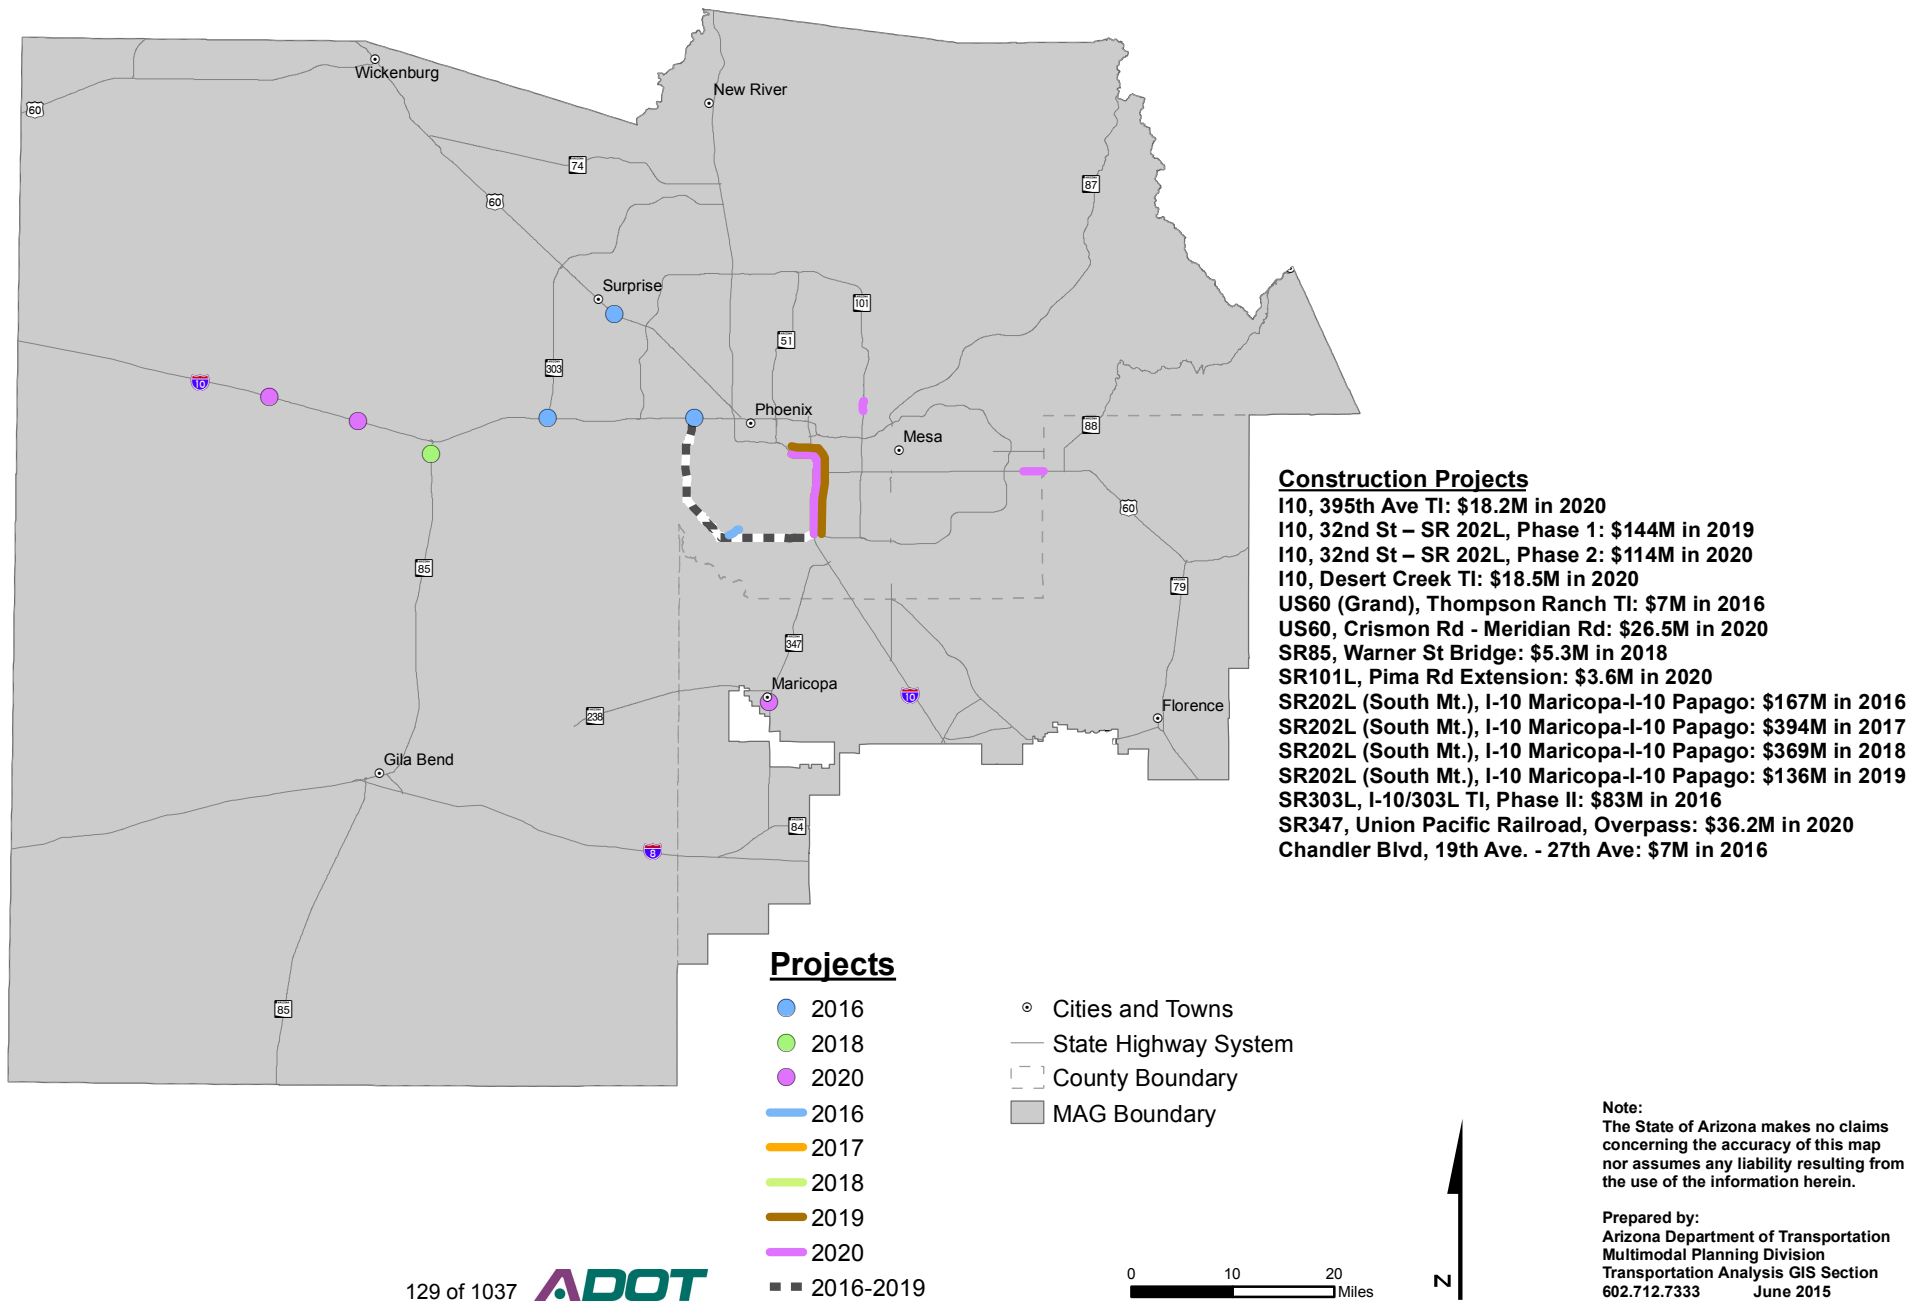 Wickenburg
New River
60
74
60
87
Surprise
101
51
303
10
Phoenix
Mesa
88
60
85
79
347
Maricopa
10
238
Florence
Gila Bend
84
8
85
Construction Projects
I10, 395th Ave TI: $18.2M in 2020
I10, 32nd St – SR 202L, Phase 1: $144M in 2019
I10, 32nd St – SR 202L, Phase 2: $114M in 2020
I10, Desert Creek TI: $18.5M in 2020
US60 (Grand), Thompson Ranch TI: $7M in 2016
US60, Crismon Rd - Meridian Rd: $26.5M in 2020
SR85, Warner St Bridge: $5.3M in 2018
SR101L, Pima Rd Extension: $3.6M in 2020
SR202L (South Mt.), I-10 Maricopa-I-10 Papago: $167M in 2016
SR202L (South Mt.), I-10 Maricopa-I-10 Papago: $394M in 2017
SR202L (South Mt.), I-10 Maricopa-I-10 Papago: $369M in 2018
SR202L (South Mt.), I-10 Maricopa-I-10 Papago: $136M in 2019
SR303L, I-10/303L TI, Phase II: $83M in 2016
SR347, Union Pacific Railroad, Overpass: $36.2M in 2020
Chandler Blvd, 19th Ave. - 27th Ave: $7M in 2016
Projects
2016
2018
2020
2016
2017
2018
2019
2020
2016-2019
Cities and Towns
State Highway System
County Boundary
MAG Boundary
129 of 1037
ADOT
0 10 20
Miles
N
Note:
The State of Arizona makes no claims
concerning the accuracy of this map
nor assumes any liability resulting from
the use of the information herein.
Prepared by:
Arizona Department of Transportation
Multimodal Planning Division
Transportation Analysis GIS Section
602.712.7333 June 2015